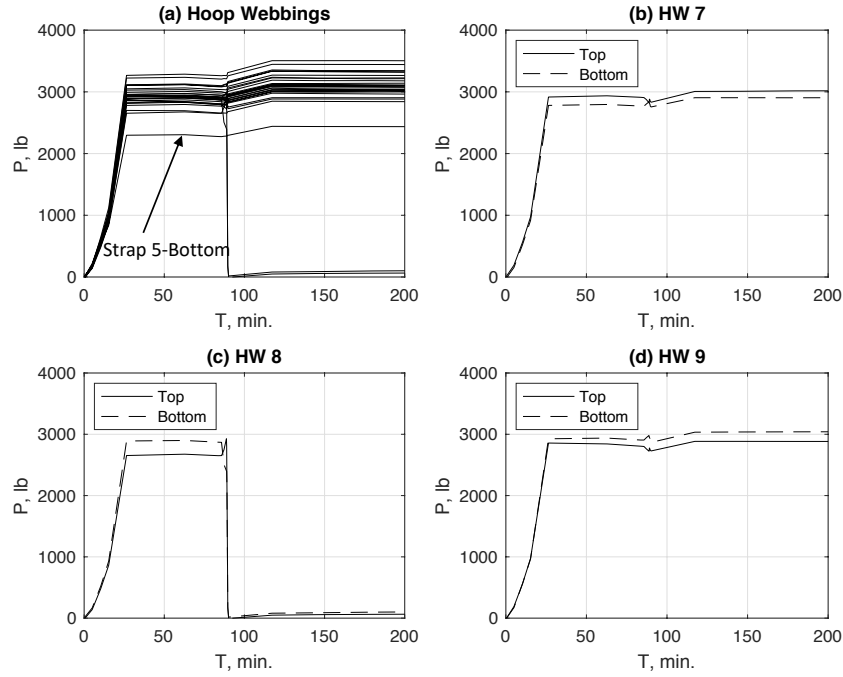 (a) Hoop Webbings
4000
3000
2000
1000
0
P, lb
Strap 5-Bottom
0 50 100 150 200
T, min.
(b) HW 7
4000
3000
2000
1000
0
P, lb
Top
Bottom
0 50 100 150 200
T, min.
(c) HW 8
4000
3000
2000
1000
0
P, lb
Top
Bottom
0 50 100 150 200
T, min.
(d) HW 9
4000
3000
2000
1000
0
P, lb
Top
Bottom
0 50 100 150 200
T, min.